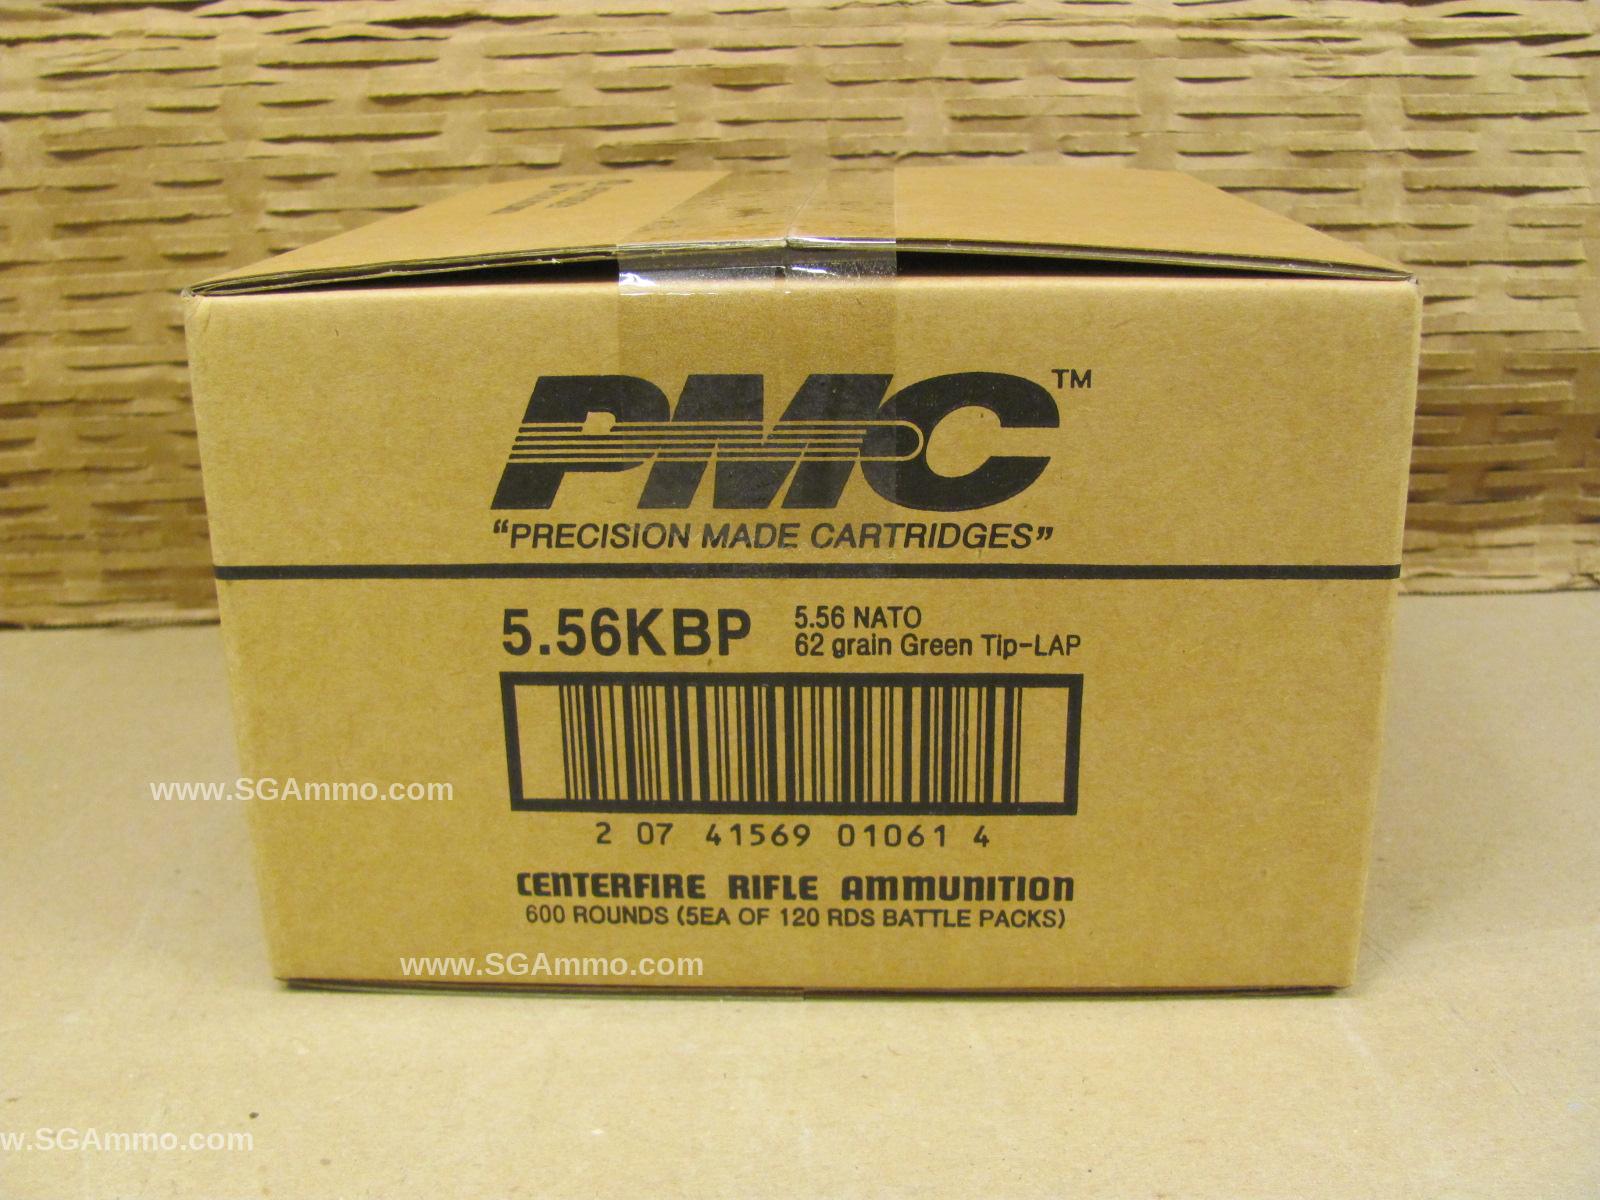 PMC™
"PRECISION MADE CARTRIDGES"
5.56KBP
5.56 NATO
62 grain Green Tip-LAP
www.SGAmmo.com
2 07 41569 01061 4
CENTERFIRE RIFLE AMMUNITION
600 ROUNDS (5EA OF 120 RDS BATTLE PACKS)
www.SGAmmo.com
w.SGAmmo.com